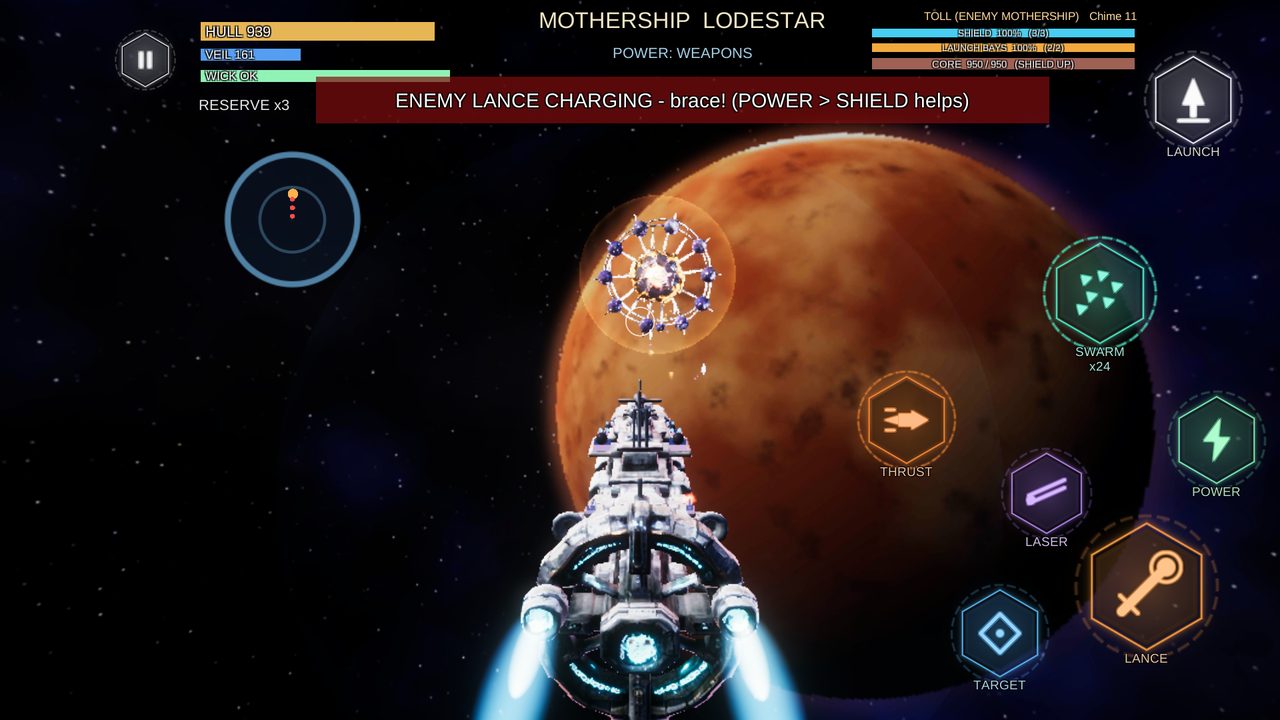 HULL 939
VEIL 161
WICK OK
RESERVE x3
MOTHERSHIP LODESTAR
POWER: WEAPONS
TOLL (ENEMY MOTHERSHIP) Chime 11
SHIELD 100% (3/3)
LAUNCH BAYS 100% (2/2)
CORE 950/950 (SHIELD UP)
ENEMY LANCE CHARGING - brace! (POWER > SHIELD helps)
LAUNCH
SWARM
x24
THRUST
POWER
LASER
LANCE
TARGET